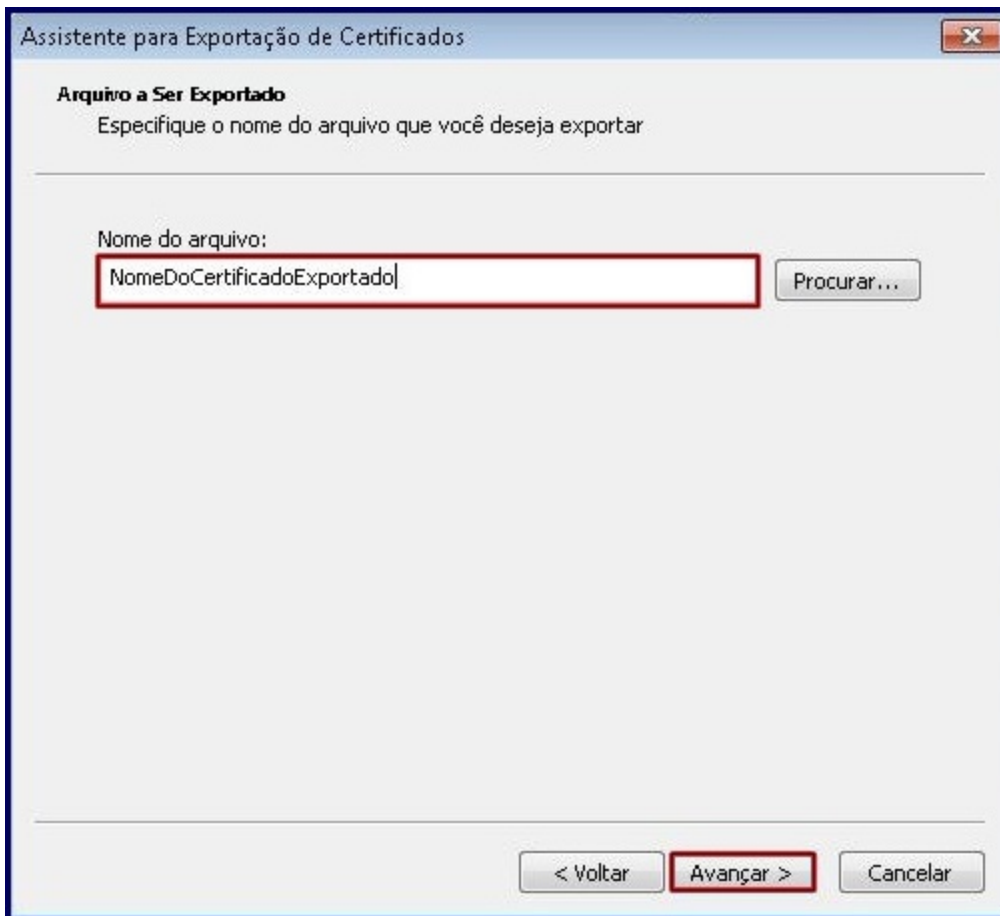 Assistente para Exportação de Certificados
Arquivo a Ser Exportado
Especifique o nome do arquivo que você deseja exportar
Nome do arquivo:
NomeDoCertificadoExportado
Procurar...
< Voltar
Avançar >
Cancelar